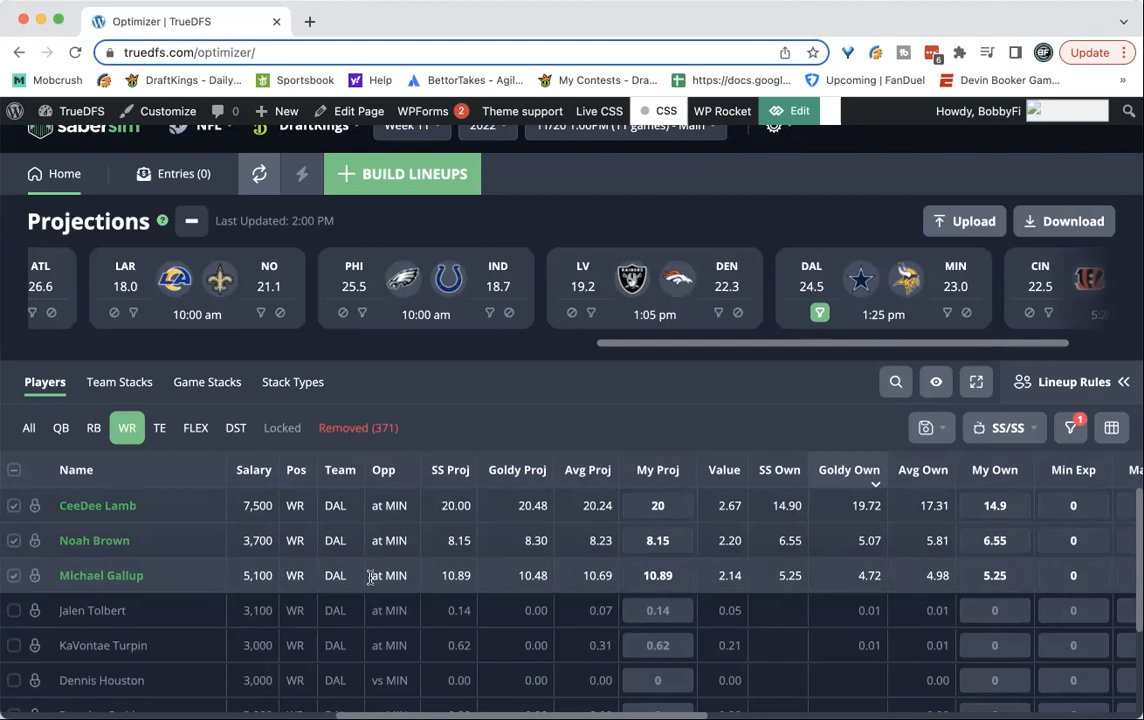 Optimizer | TrueDFS
truedfs.com/optimizer/
6
Update
Mobcrush
DraftKings - Daily...
Sportsbook
Help
BettorTakes - Agil...
My Contests - Dra...
https://docs.googl...
Upcoming | FanDuel
Devin Booker Gam...
»
TrueDFS
Customize
0
New
Edit Page
WPForms 2
Theme support
Live CSS
CSS
WP Rocket
Edit
Howdy, BobbyFi
sabersim
NFL
DraftKings
Week 11
2022
11/20 1:00PM (11 games) - Main
Home
Entries (0)
+ BUILD LINEUPS
Projections
?
Last Updated: 2:00 PM
Upload
Download
ATL 26.6
LAR 18.0 NO 21.1 10:00 am
PHI 25.5 IND 18.7 10:00 am
LV 19.2 DEN 22.3 1:05 pm
DAL 24.5 MIN 23.0 1:25 pm
CIN 22.5
Players
Team Stacks
Game Stacks
Stack Types
Lineup Rules
All QB RB WR TE FLEX DST Locked Removed (371)
SS/SS
1
Name Salary Pos Team Opp SS Proj Goldy Proj Avg Proj My Proj Value SS Own Goldy Own Avg Own My Own Min Exp Ma
CeeDee Lamb 7,500 WR DAL at MIN 20.00 20.48 20.24 20 2.67 14.90 19.72 17.31 14.9 0
Noah Brown 3,700 WR DAL at MIN 8.15 8.30 8.23 8.15 2.20 6.55 5.07 5.81 6.55 0
Michael Gallup 5,100 WR DAL at MIN 10.89 10.48 10.69 10.89 2.14 5.25 4.72 4.98 5.25 0
Jalen Tolbert 3,100 WR DAL at MIN 0.14 0.00 0.07 0.14 0.05 0.01 0.01 0 0
KaVontae Turpin 3,000 WR DAL at MIN 0.62 0.00 0.31 0.62 0.21 0.01 0.01 0 0
Dennis Houston 3,000 WR DAL vs MIN 0.00 0.00 0.00 0 0.00 0.00 0 0